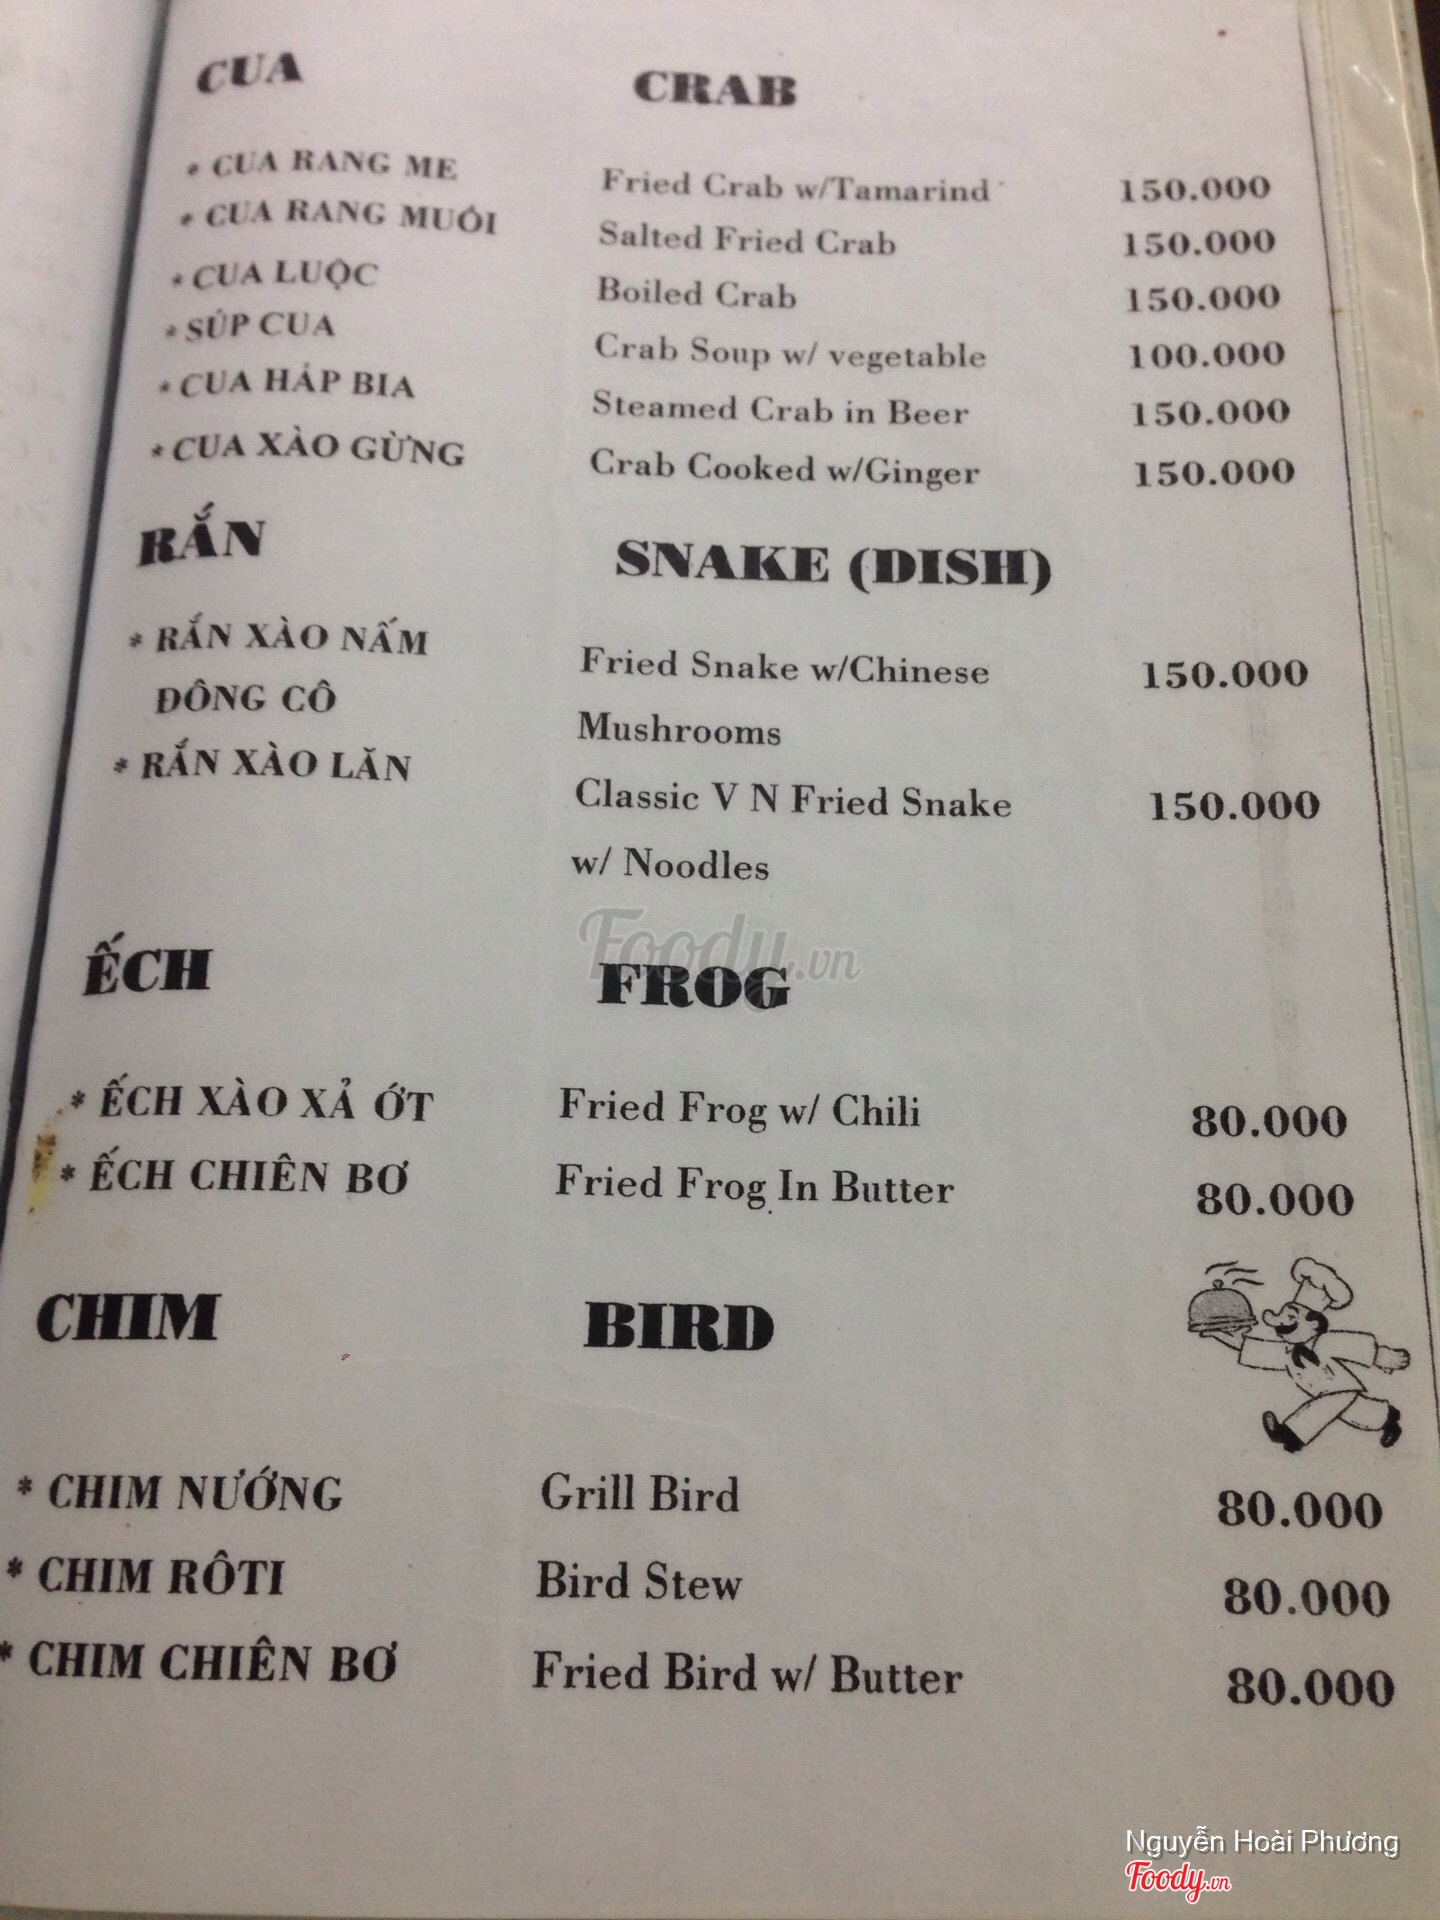 CUA CRAB
* CUA RANG ME Fried Crab w/Tamarind 150.000
* CUA RANG MUỐI Salted Fried Crab 150.000
* CUA LUỘC Boiled Crab 150.000
* SÚP CUA Crab Soup w/ vegetable 100.000
* CUA HẤP BIA Steamed Crab in Beer 150.000
* CUA XÀO GỪNG Crab Cooked w/Ginger 150.000
RẮN SNAKE (DISH)
* RẮN XÀO NẤM Fried Snake w/Chinese 150.000
ĐÔNG CÔ Mushrooms
* RẮN XÀO LĂN Classic V N Fried Snake 150.000
w/ Noodles
Foody.vn
ẾCH FROG
* ẾCH XÀO XẢ ỚT Fried Frog w/ Chili 80.000
* ẾCH CHIÊN BƠ Fried Frog In Butter 80.000
CHIM BIRD
* CHIM NƯỚNG Grill Bird 80.000
* CHIM RÔTI Bird Stew 80.000
* CHIM CHIÊN BƠ Fried Bird w/ Butter 80.000
Nguyễn Hoài Phương
Foody.vn